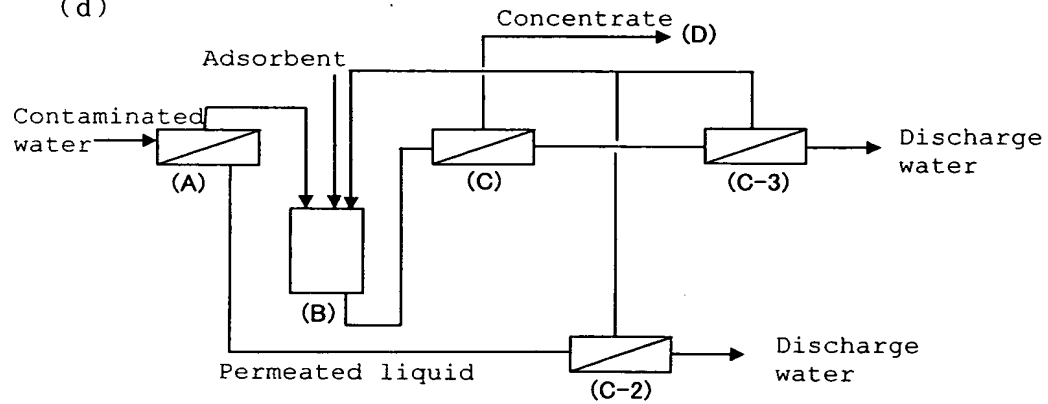 (d)
Concentrate
(D)
Adsorbent
Contaminated
water
(A)
(C)
(C-3)
Discharge
water
(B)
Permeated liquid
(C-2)
Discharge
water